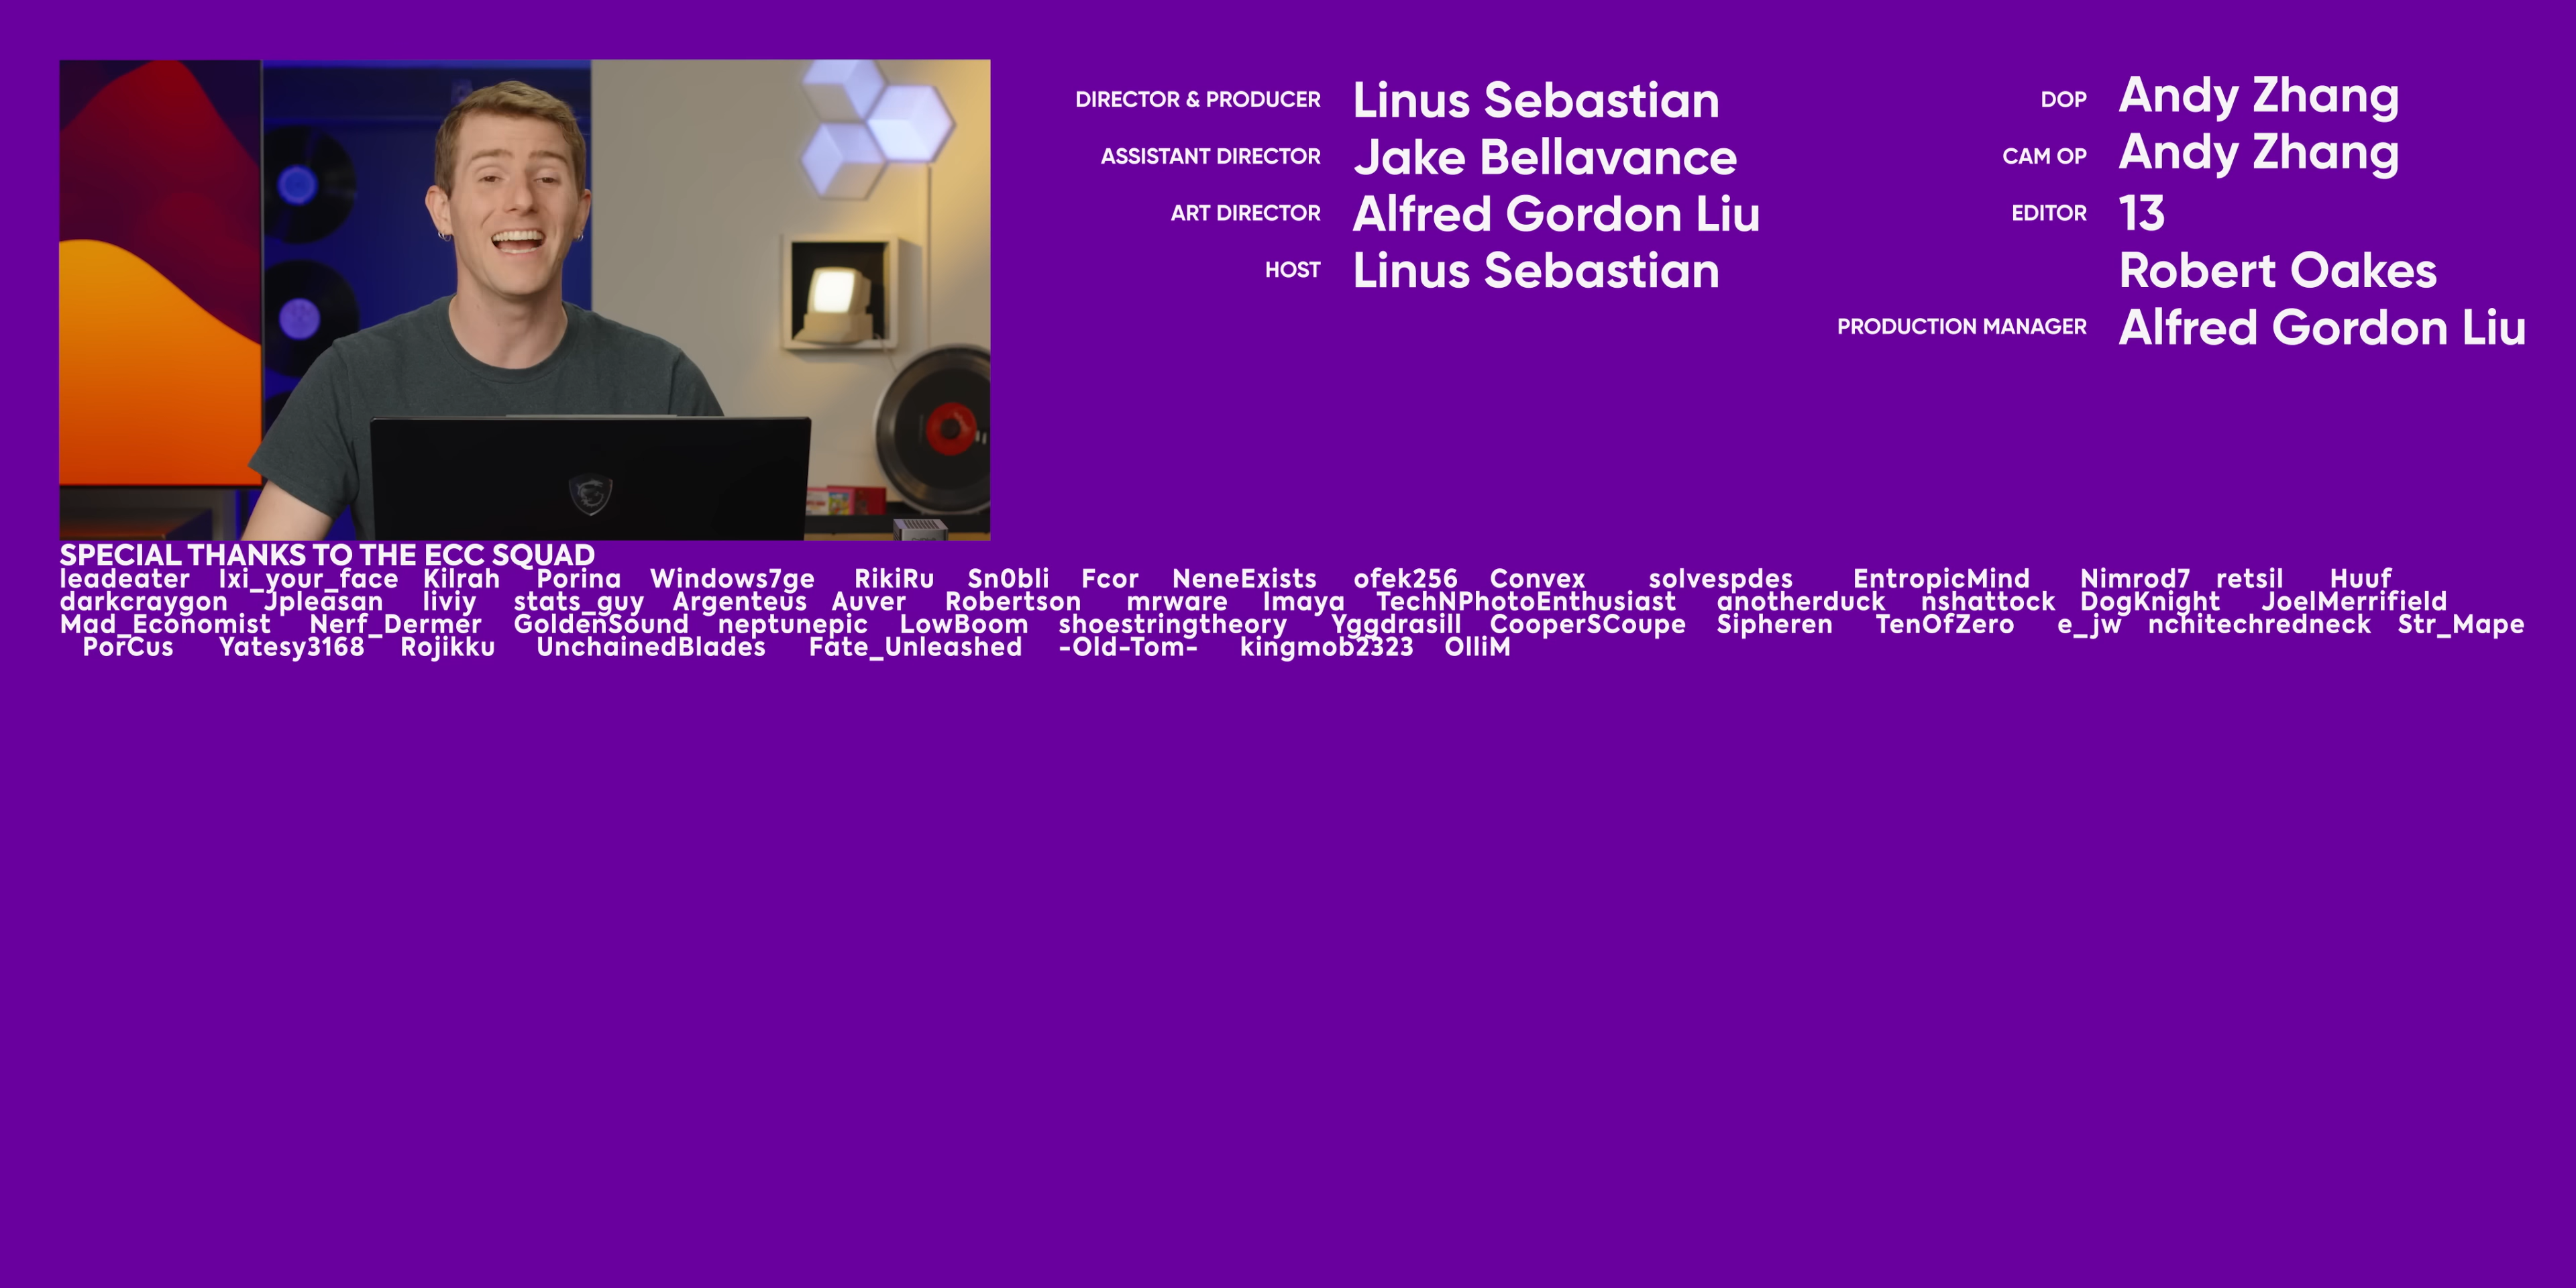 DIRECTOR & PRODUCER Linus Sebastian
ASSISTANT DIRECTOR Jake Bellavance
ART DIRECTOR Alfred Gordon Liu
HOST Linus Sebastian
DOP Andy Zhang
CAM OP Andy Zhang
EDITOR 13
Robert Oakes
PRODUCTION MANAGER Alfred Gordon Liu
SPECIAL THANKS TO THE ECC SQUAD
leadeater Ixi_your_face Kilrah Porina Windows7ge RikiRu Sn0bli Fcor NeneExists ofek256 Convex solvespdes EntropicMind Nimrod7 retsil Huuf
darkcraygon Jpleasan liviy stats_guy Argenteus Auver Robertson mrware Imaya TechNPhotoEnthusiast anotherduck nshattock DogKnight JoelMerrifield
Mad_Economist Nerf_Dermer GoldenSound neptunepic LowBoom shoestringtheory Yggdrasill CooperSCoupe Sipheren TenOfZero e_jw nchitechredneck Str_Mape
PorCus Yatesy3168 Rojikku UnchainedBlades Fate_Unleashed -Old-Tom- kingmob2323 OlliM